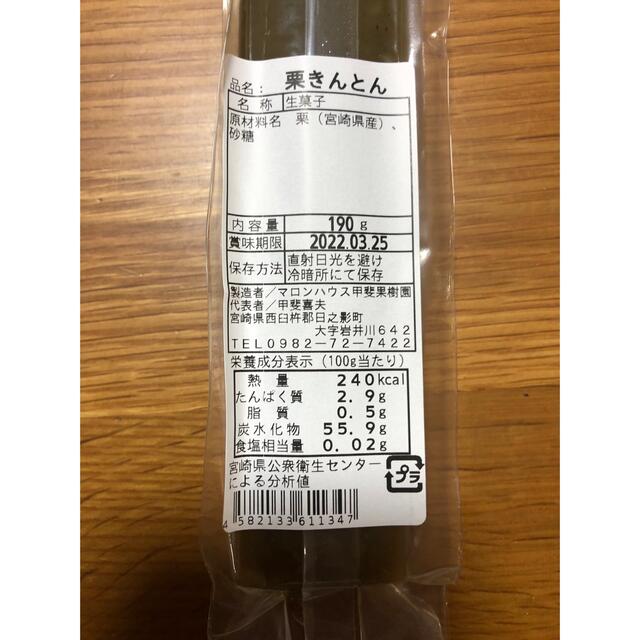 品名： 栗きんとん
名 称 生菓子
原材料名 栗（宮崎県産）、
砂糖
内容量 190g
賞味期限 2022.03.25
保存方法 直射日光を避け
冷暗所にて保存
製造者／マロンハウス甲斐果樹園
代表者／甲斐喜夫
宮崎県西臼杵郡日之影町
大字岩井川642
TEL0982-72-7422
栄養成分表示（100g当たり）
熱 量 240kcal
たんぱく質 2.9g
脂 質 0.5g
炭水化物 55.9g
食塩相当量 0.02g
宮崎県公衆衛生センター
による分析値
プラ
4 582133 611347